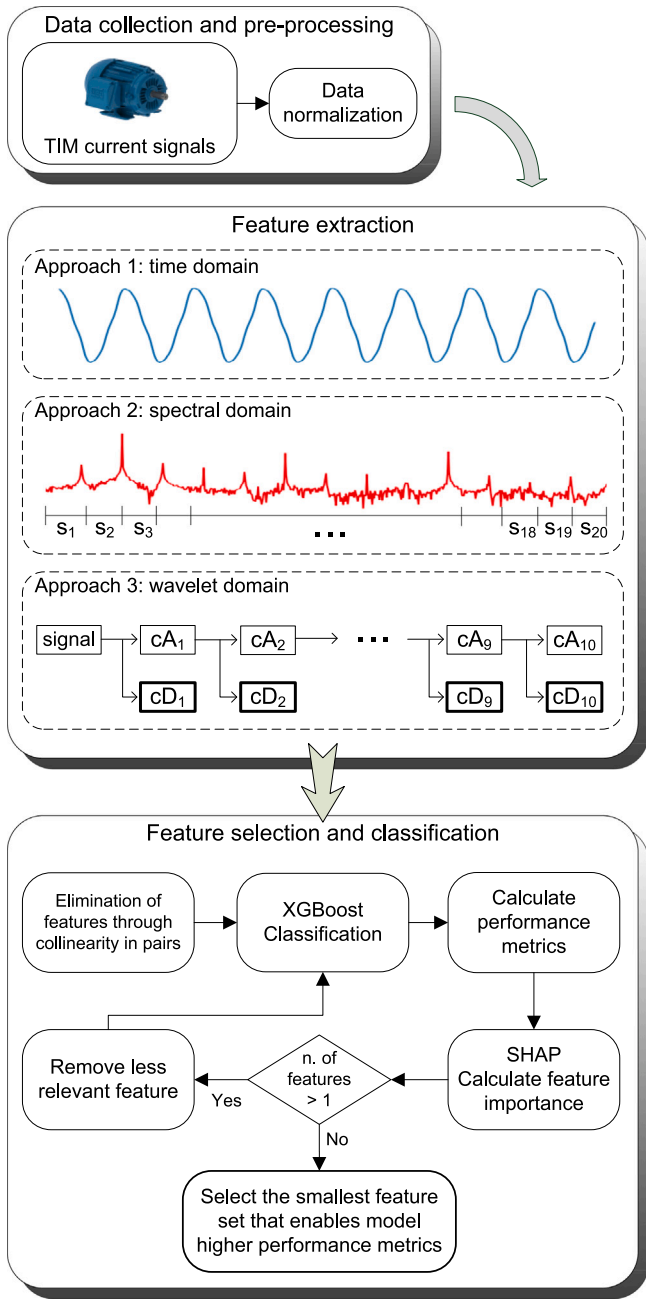 Data collection and pre-processing
TIM current signals
Data
normalization
Feature extraction
Approach 1: time domain
Approach 2: spectral domain
s1 s2 s3 ... s18 s19 s20
Approach 3: wavelet domain
signal cA1 cA2 ... cA9 cA10
cD1 cD2 cD9 cD10
Feature selection and classification
Elimination of
features through
collinearity in pairs
XGBoost
Classification
Calculate
performance
metrics
SHAP
Calculate feature
importance
n. of
features
> 1
Yes
Remove less
relevant feature
No
Select the smallest feature
set that enables model
higher performance metrics